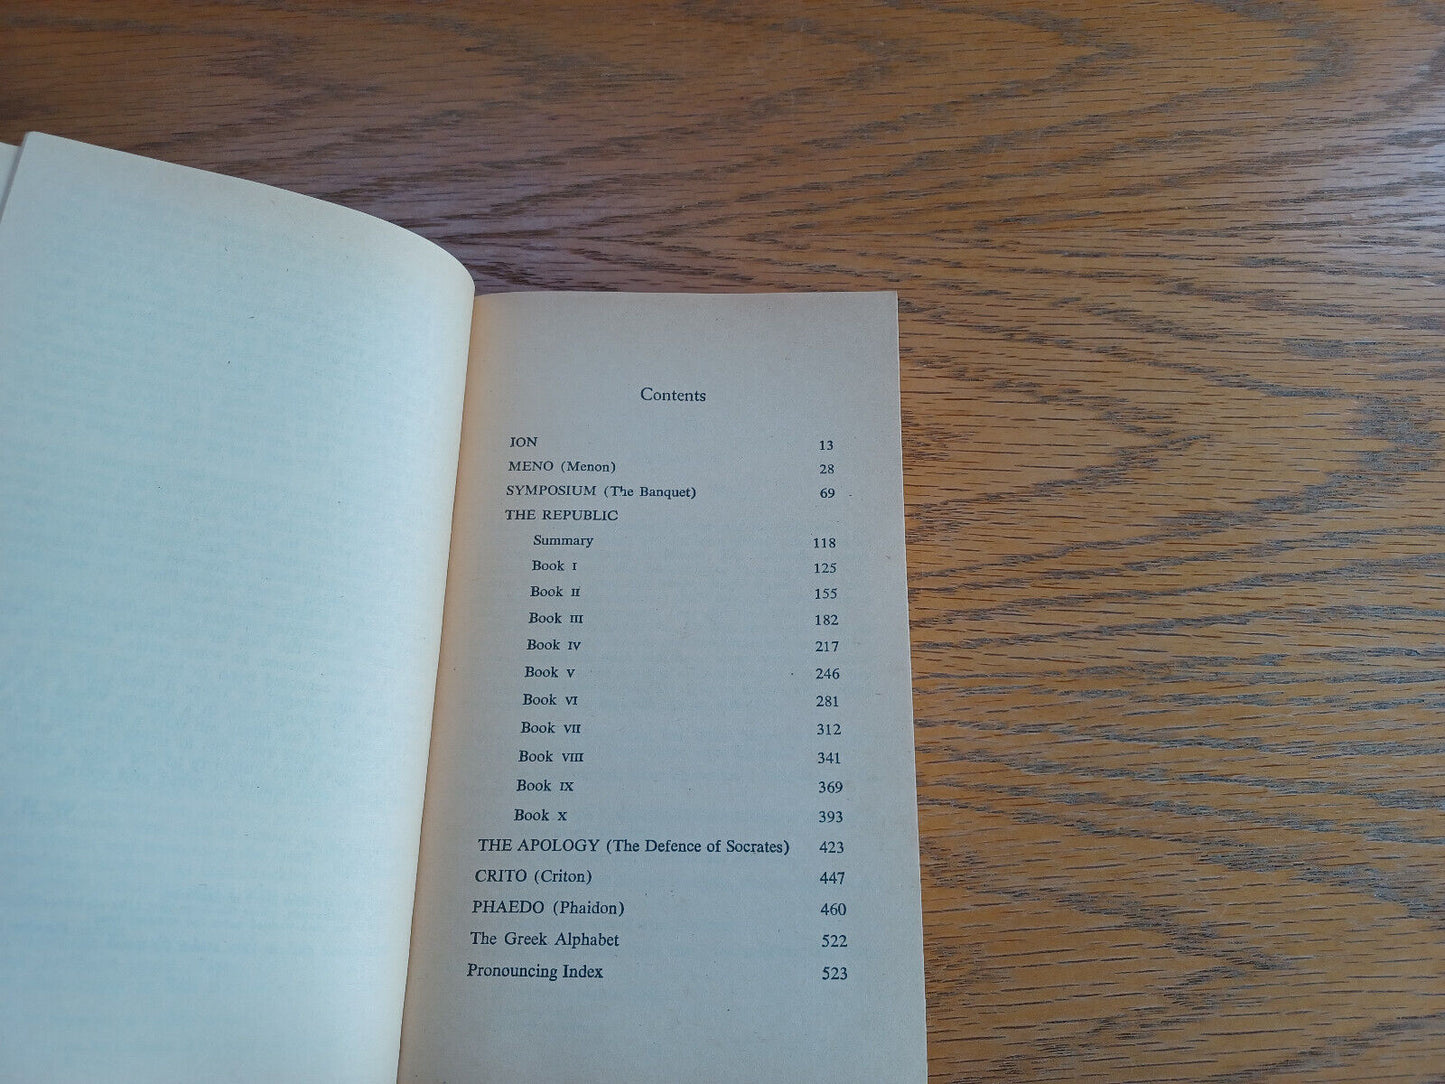 Contents
ION 13
MENO (Menon) 28
SYMPOSIUM (The Banquet) 69
THE REPUBLIC
Summary 118
Book I 125
Book II 155
Book III 182
Book IV 217
Book V 246
Book VI 281
Book VII 312
Book VIII 341
Book IX 369
Book X 393
THE APOLOGY (The Defence of Socrates) 423
CRITO (Criton) 447
PHAEDO (Phaidon) 460
The Greek Alphabet 522
Pronouncing Index 523